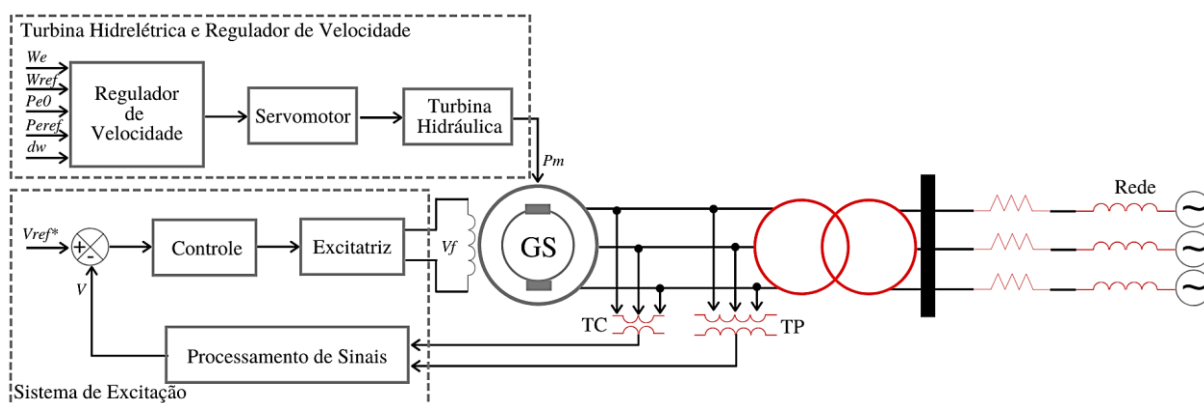 Turbina Hidrelétrica e Regulador de Velocidade
We
Wref
Pe0
Peref
dw
Regulador
de
Velocidade
Servomotor
Turbina
Hidráulica
Pm
Rede
Vref*
+
-
V
Controle
Excitatriz
Vf
GS
TC
TP
Processamento de Sinais
Sistema de Excitação